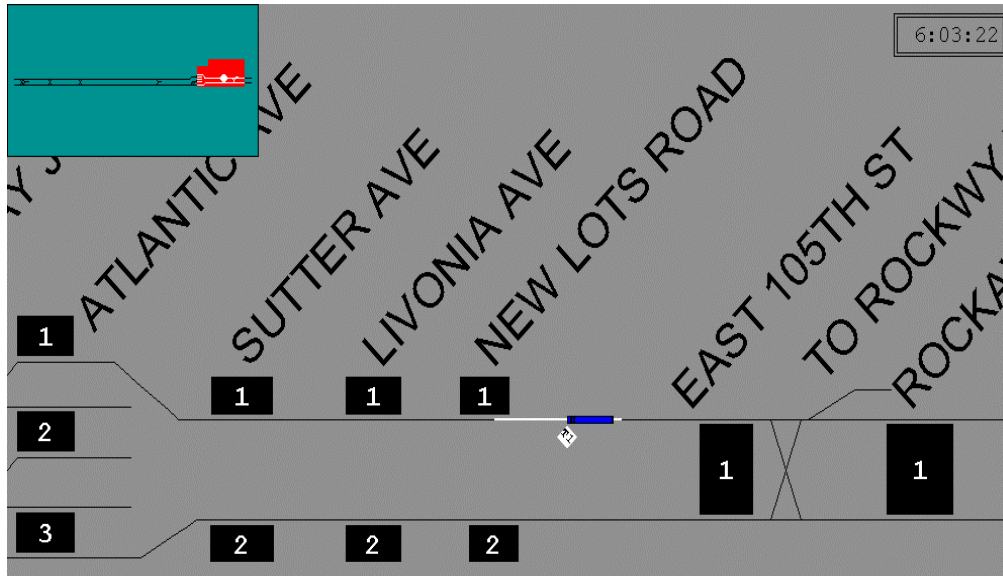 6:03:22
ATLANTIC AVE
SUTTER AVE
LIVONIA AVE
NEW LOTS ROAD
EAST 105TH ST
TO ROCKWY
1
1
1
1
2
1
1
3
2
2
2